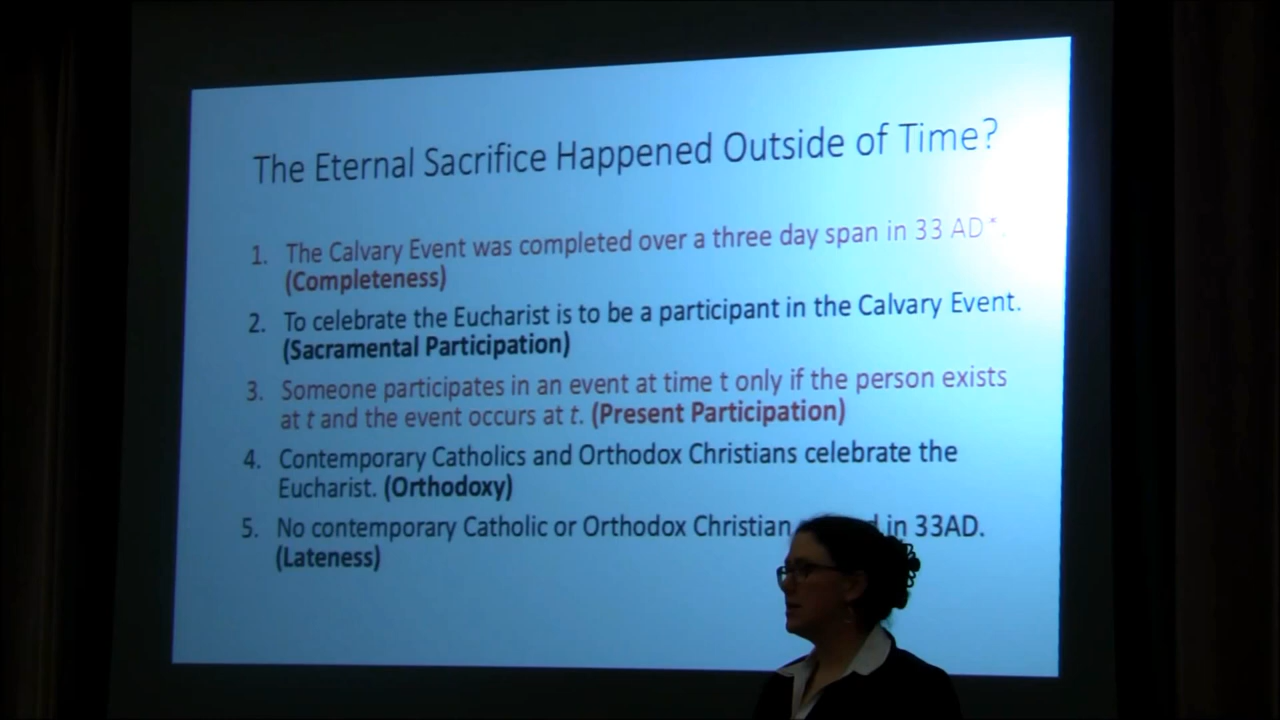 The Eternal Sacrifice Happened Outside of Time?
1. The Calvary Event was completed over a three day span in 33 AD*.
(Completeness)
2. To celebrate the Eucharist is to be a participant in the Calvary Event.
(Sacramental Participation)
3. Someone participates in an event at time t only if the person exists
at t and the event occurs at t. (Present Participation)
4. Contemporary Catholics and Orthodox Christians celebrate the
Eucharist. (Orthodoxy)
5. No contemporary Catholic or Orthodox Christian in 33AD.
(Lateness)